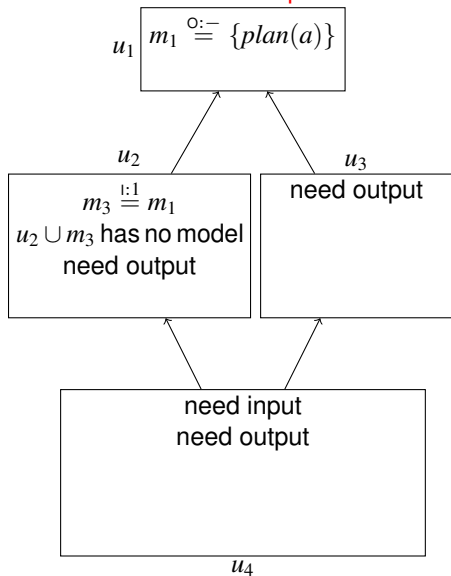 u₁
m₁ ≝(O:−) {plan(a)}
u₂
u₃
m₃ =(I:1) m₁
u₂ ∪ m₃ has no model
need output
need output
need input
need output
u₄